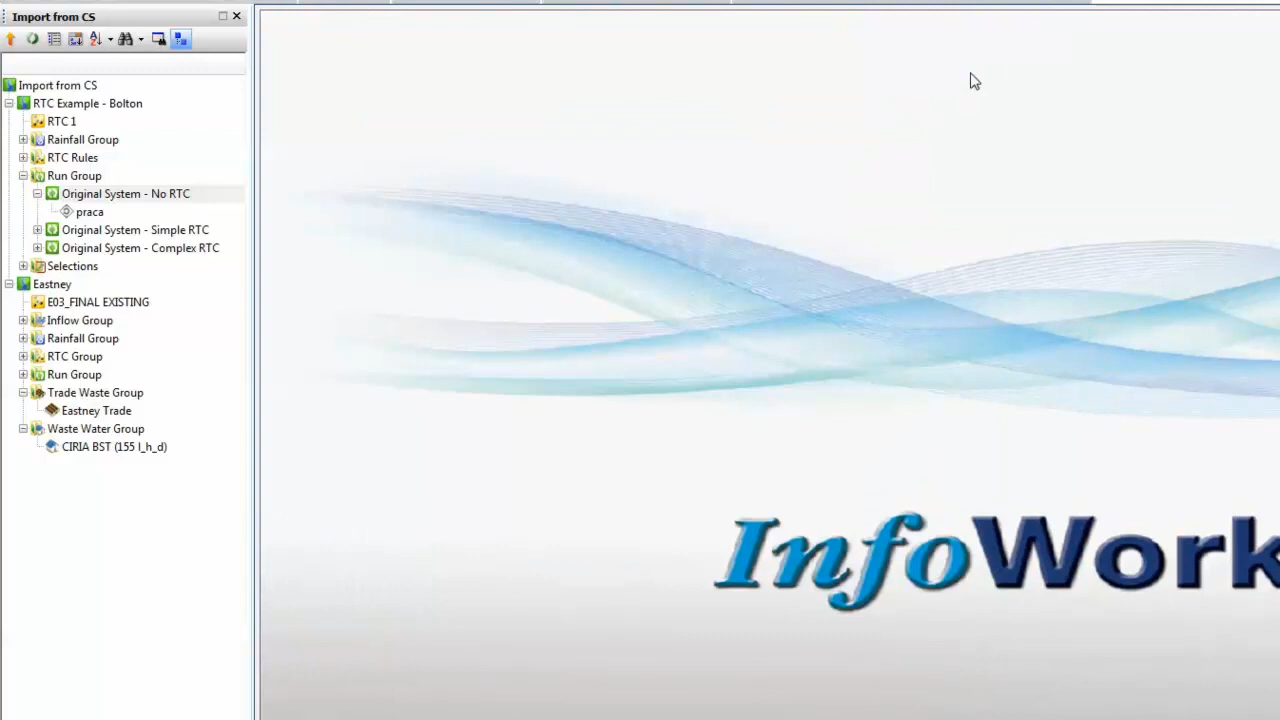 Import from CS
Import from CS
RTC Example - Bolton
RTC 1
Rainfall Group
RTC Rules
Run Group
Original System - No RTC
praca
Original System - Simple RTC
Original System - Complex RTC
Selections
Eastney
E03_FINAL EXISTING
Inflow Group
Rainfall Group
RTC Group
Run Group
Trade Waste Group
Eastney Trade
Waste Water Group
CIRIA BST (155 l_h_d)
InfoWork